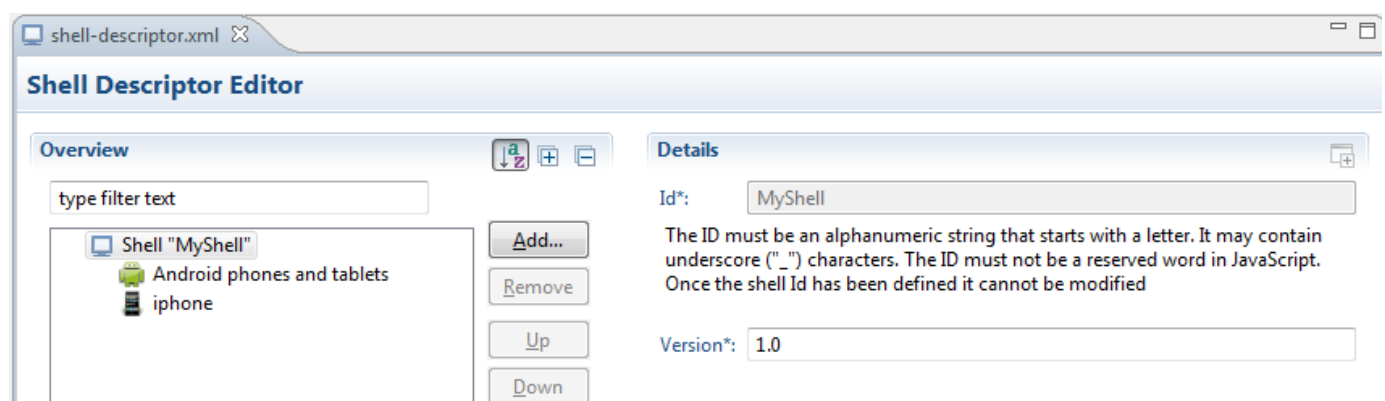 shell-descriptor.xml
Shell Descriptor Editor
Overview
a
z
type filter text
Shell "MyShell"
Android phones and tablets
iphone
Add...
Remove
Up
Down
Details
Id*:
MyShell
The ID must be an alphanumeric string that starts with a letter. It may contain
underscore ("_") characters. The ID must not be a reserved word in JavaScript.
Once the shell Id has been defined it cannot be modified
Version*:
1.0